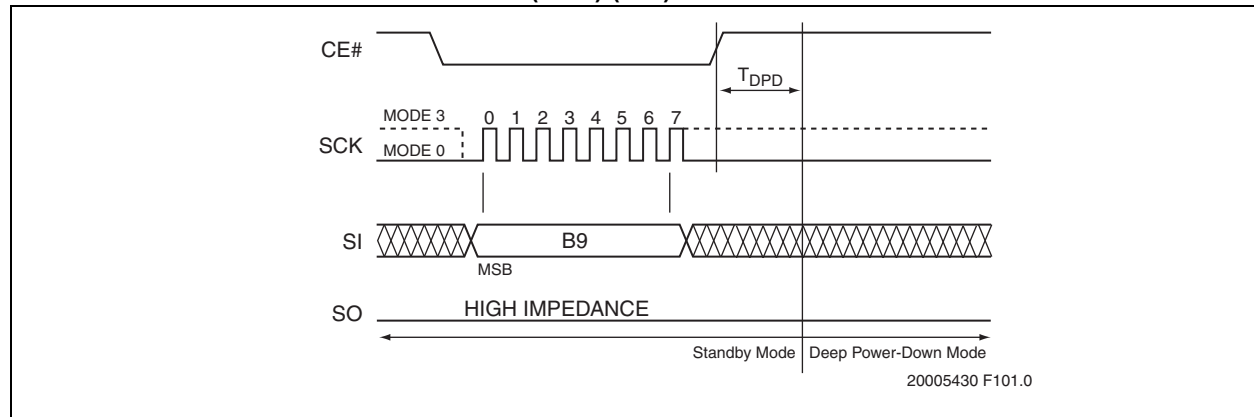 CE#
T_DPD
MODE 3
0 1 2 3 4 5 6 7
SCK
MODE 0
SI
B9
MSB
SO
HIGH IMPEDANCE
Standby Mode
Deep Power-Down Mode
20005430 F101.0